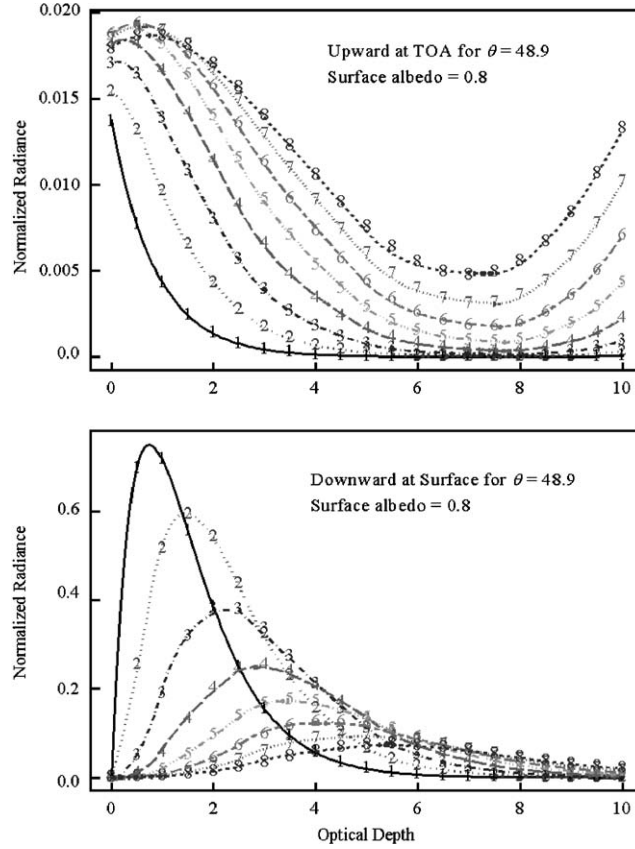 0.020
0.015
0.010
0.005
0.0
Normalized Radiance
Upward at TOA for θ = 48.9
Surface albedo = 0.8
0 2 4 6 8 10
0.6
0.4
0.2
0.0
Normalized Radiance
Downward at Surface for θ = 48.9
Surface albedo = 0.8
0 2 4 6 8 10
Optical Depth